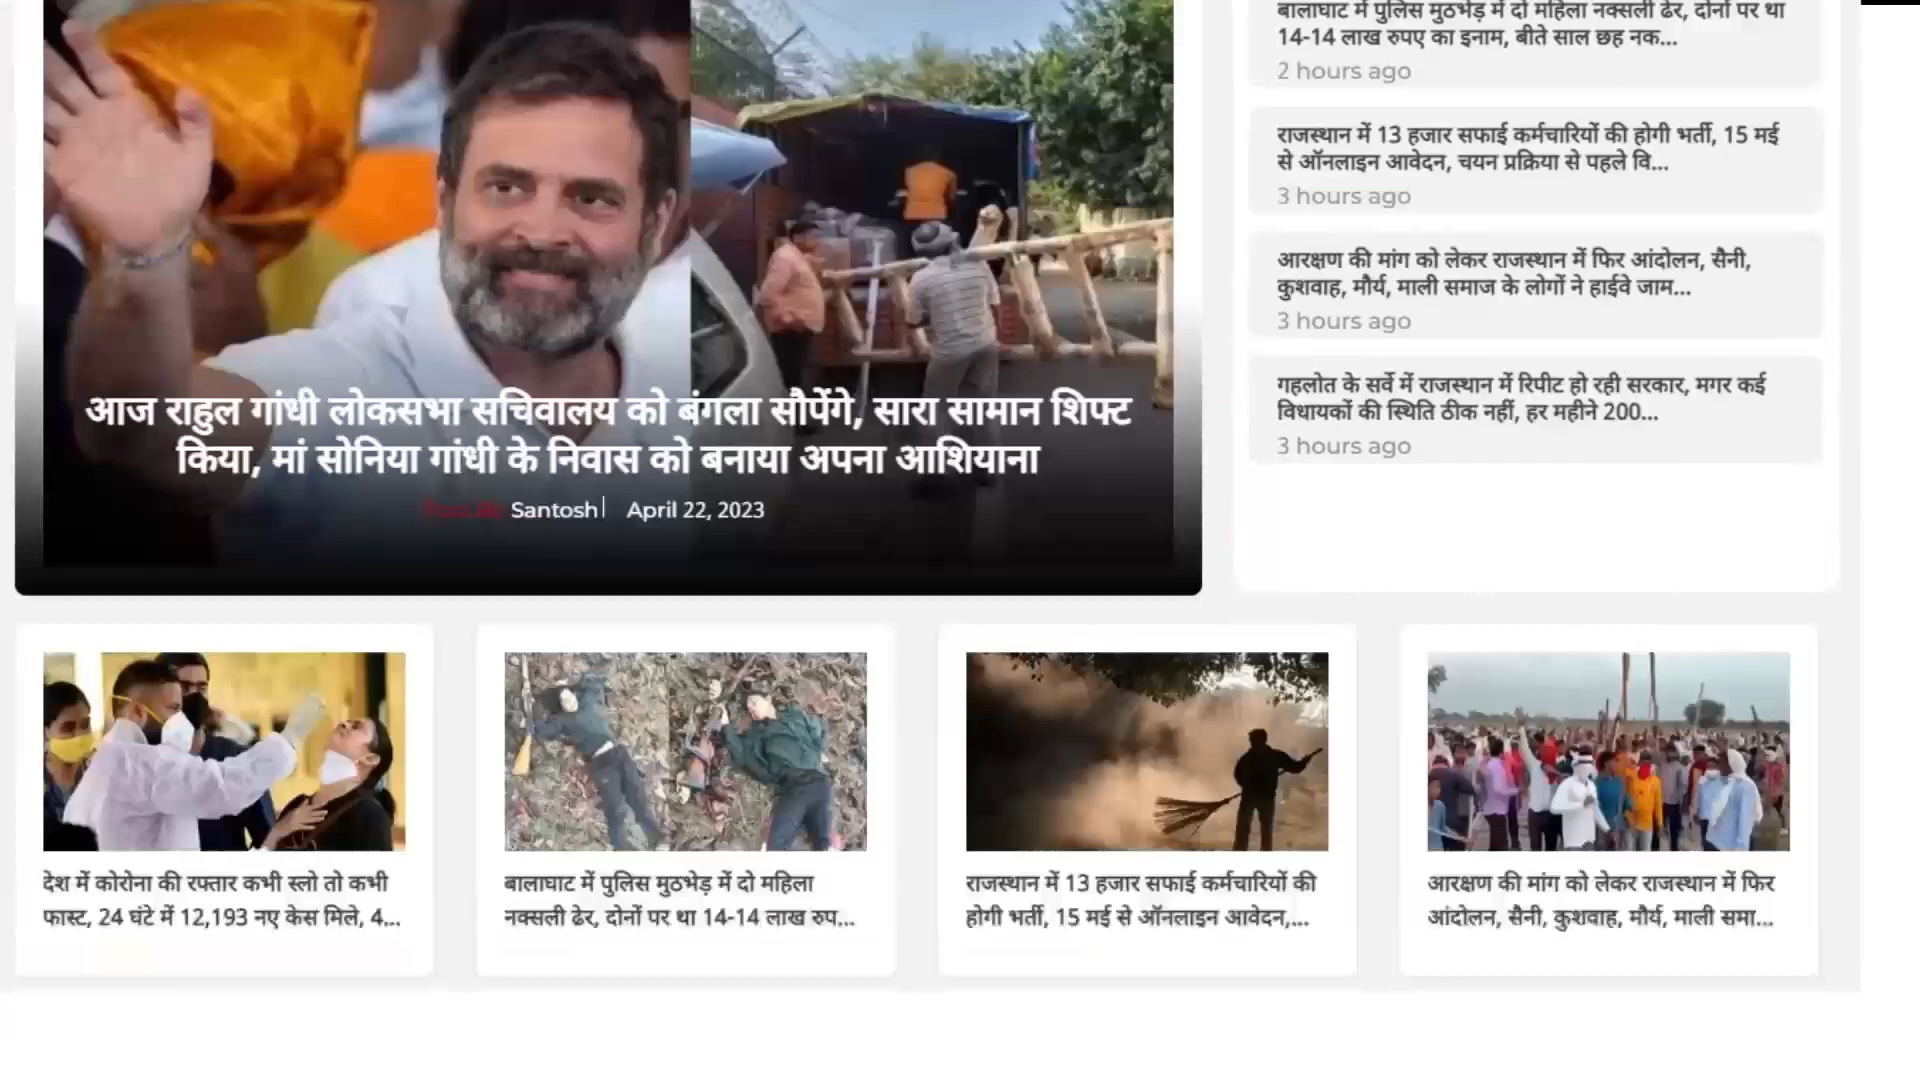 आज राहुल गांधी लोकसभा सचिवालय को बंगला सौपेंगे, सारा सामान शिफ्ट
किया, मां सोनिया गांधी के निवास को बनाया अपना आशियाना
Santosh| April 22, 2023
बालाघाट में पुलिस मुठभेड़ में दो महिला नक्सली ढेर, दोनों पर था
14-14 लाख रुपए का इनाम, बीते साल छह नक...
2 hours ago
राजस्थान में 13 हजार सफाई कर्मचारियों की होगी भर्ती, 15 मई
से ऑनलाइन आवेदन, चयन प्रक्रिया से पहले वि...
3 hours ago
आरक्षण की मांग को लेकर राजस्थान में फिर आंदोलन, सैनी,
कुशवाह, मौर्य, माली समाज के लोगों ने हाईवे जाम...
3 hours ago
गहलोत के सर्वे में राजस्थान में रिपीट हो रही सरकार, मगर कई
विधायकों की स्थिति ठीक नहीं, हर महीने 200...
3 hours ago
देश में कोरोना की रफ्तार कभी स्लो तो कभी
फास्ट, 24 घंटे में 12,193 नए केस मिले, 4...
बालाघाट में पुलिस मुठभेड़ में दो महिला
नक्सली ढेर, दोनों पर था 14-14 लाख रुप...
राजस्थान में 13 हजार सफाई कर्मचारियों की
होगी भर्ती, 15 मई से ऑनलाइन आवेदन,...
आरक्षण की मांग को लेकर राजस्थान में फिर
आंदोलन, सैनी, कुशवाह, मौर्य, माली समा...